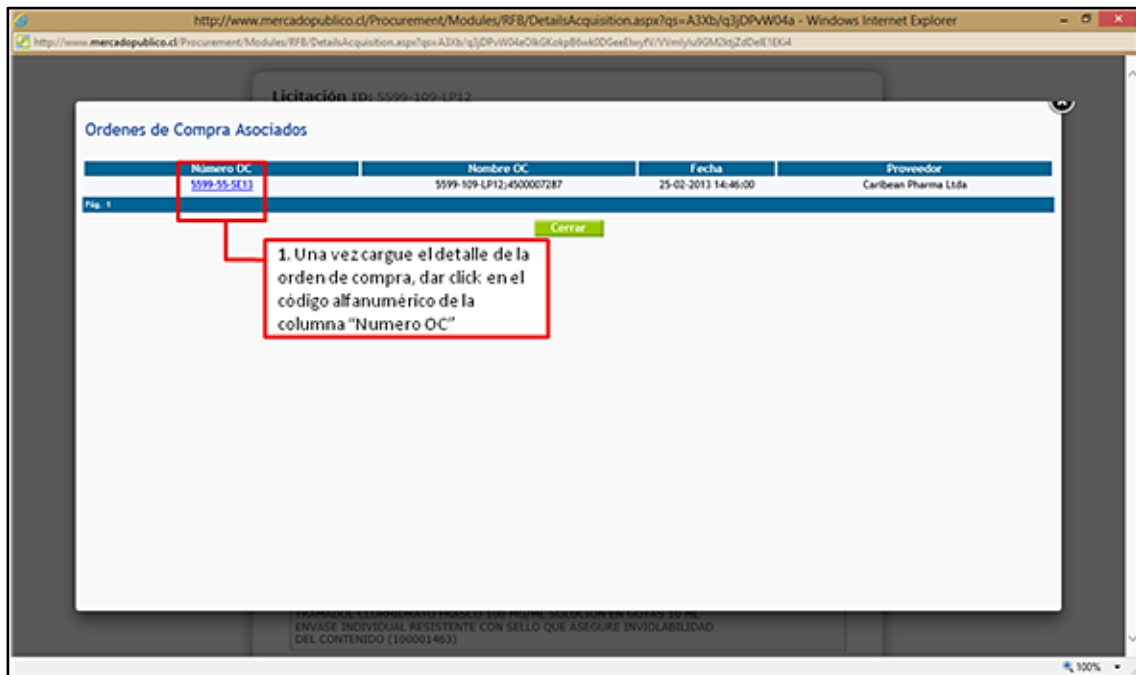 http://www.mercadopublico.cl/Procurement/Modules/RFB/DetailsAcquisition.aspx?qs=A3Xb/q3jDPvW04a - Windows Internet Explorer
Licitación ID: 5599-109-LP12
Ordenes de Compra Asociados
Número OC Nombre OC Fecha Proveedor
5599-55-SE13 5599-109-LP12;4500007287 25-02-2013 14:46:00 Caribean Pharma Ltda
Pág. 1
Cerrar
1. Una vez cargue el detalle de la
orden de compra, dar click en el
código alfanumérico de la
columna "Numero OC"
TRAMADOL CLORHIDRATO FRASCO 100 MG/ML SOLUCION EN GOTAS 10 ML
ENVASE INDIVIDUAL RESISTENTE CON SELLO QUE ASEGURE INVIOLABILIDAD
DEL CONTENIDO (100001463)
100%